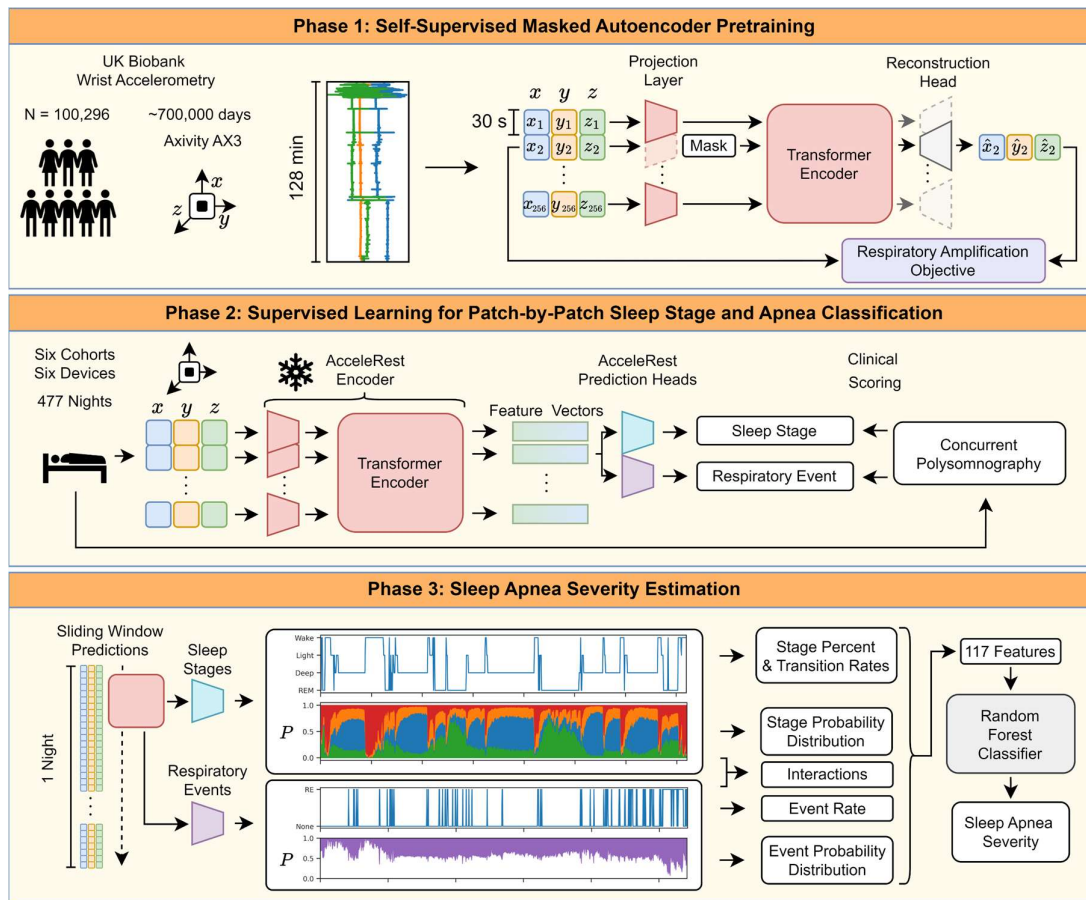 Phase 1: Self-Supervised Masked Autoencoder Pretraining
UK Biobank
Wrist Accelerometry
N = 100,296
~700,000 days
Axivity AX3
x
z
y
128 min
30 s
x y z
x₁ y₁ z₁
x₂ y₂ z₂
x₂₅₆ y₂₅₆ z₂₅₆
Projection
Layer
Mask
Transformer
Encoder
Reconstruction
Head
x̂₂ ŷ₂ ẑ₂
Respiratory Amplification
Objective
Phase 2: Supervised Learning for Patch-by-Patch Sleep Stage and Apnea Classification
Six Cohorts
Six Devices
477 Nights
x y z
AcceleRest
Encoder
Transformer
Encoder
Feature Vectors
AcceleRest
Prediction Heads
Sleep Stage
Respiratory Event
Clinical
Scoring
Concurrent
Polysomnography
Phase 3: Sleep Apnea Severity Estimation
Sliding Window
Predictions
1 Night
Sleep
Stages
Respiratory
Events
Wake
Light
Deep
REM
P
1.0
0.5
0.0
RE
None
P
1.0
0.5
0.0
Stage Percent
& Transition Rates
Stage Probability
Distribution
Interactions
Event Rate
Event Probability
Distribution
117 Features
Random
Forest
Classifier
Sleep Apnea
Severity